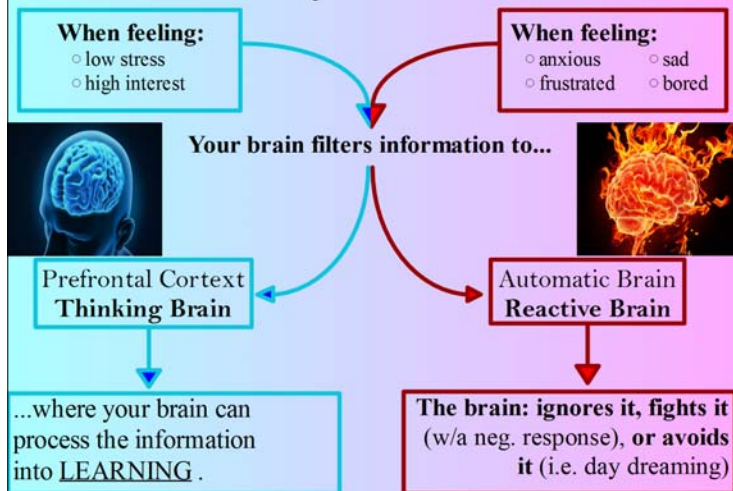 When feeling:
○ low stress
○ high interest
When feeling:
○ anxious ○ sad
○ frustrated ○ bored
Your brain filters information to...
Prefrontal Cortex
Thinking Brain
Automatic Brain
Reactive Brain
...where your brain can
process the information
into LEARNING .
The brain: ignores it, fights it
(w/a neg. response), or avoids
it (i.e. day dreaming)